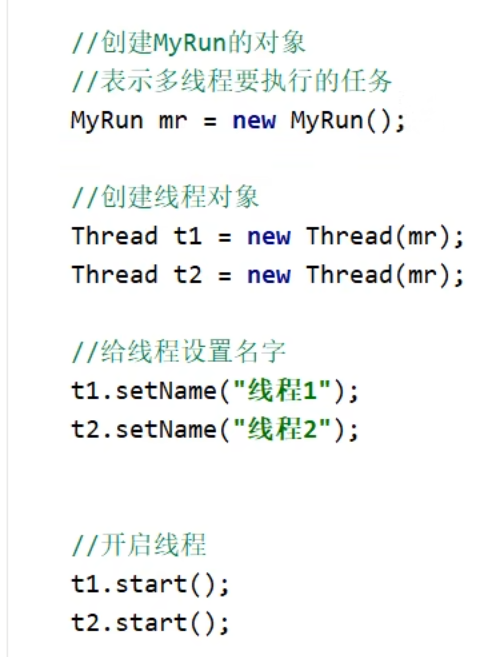 //创建MyRun的对象
//表示多线程要执行的任务
MyRun mr = new MyRun();
//创建线程对象
Thread t1 = new Thread(mr);
Thread t2 = new Thread(mr);
//给线程设置名字
t1.setName("线程1");
t2.setName("线程2");
//开启线程
t1.start();
t2.start();